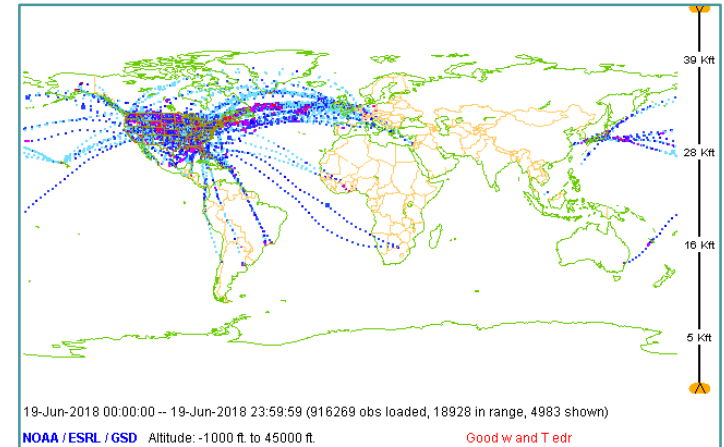 39 Kft
28 Kft
16 Kft
5 Kft
19-Jun-2018 00:00:00 -- 19-Jun-2018 23:59:59 (916269 obs loaded, 18928 in range, 4983 shown)
NOAA / ESRL / GSD Altitude: -1000 ft. to 45000 ft. Good w and T edr